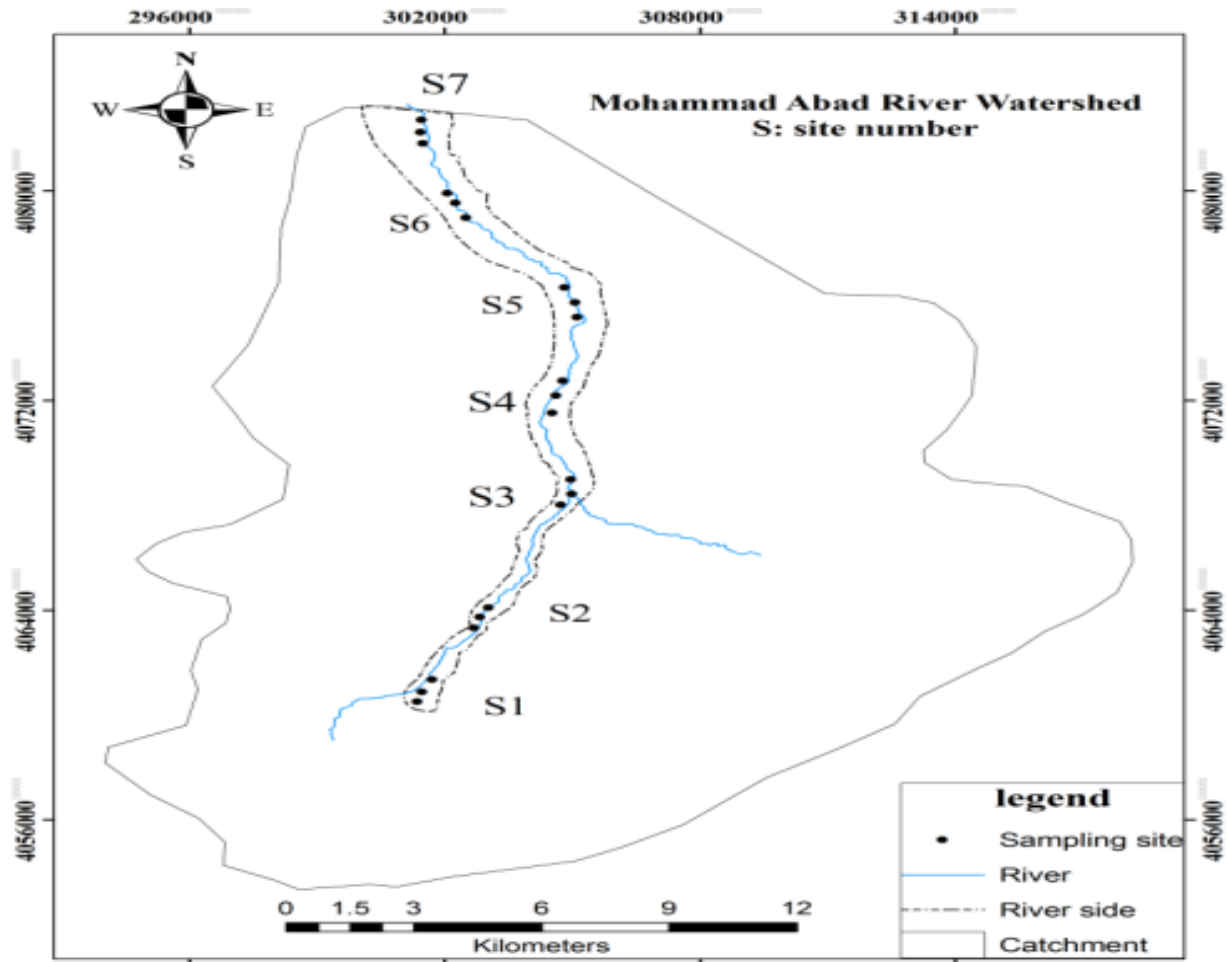 296000 302000 308000 314000
N
W E
S
S7
Mohammad Abad River Watershed
S: site number
4080000 4080000
S6
S5
4072000 S4 4072000
S3
4064000 S2 4064000
S1
4056000 4056000
legend
Sampling site
River
River side
Catchment
0 1.5 3 6 9 12
Kilometers